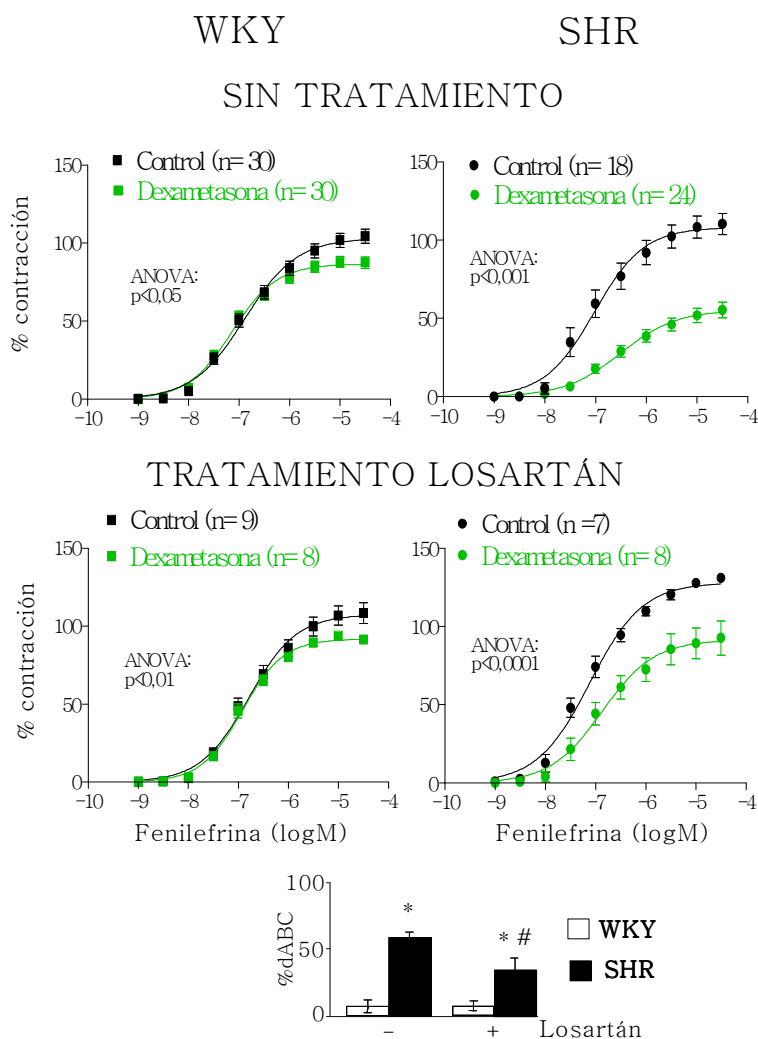 WKY SHR
SIN TRATAMIENTO
Control (n=30)
Dexametasona (n=30)
150
100
50
0
% contracción
ANOVA:
p<0,05
-10 -9 -8 -7 -6 -5 -4
Control (n=18)
Dexametasona (n=24)
150
100
50
0
ANOVA:
p<0,001
-10 -9 -8 -7 -6 -5 -4
TRATAMIENTO LOSARTÁN
Control (n=9)
Dexametasona (n=8)
150
100
50
0
% contracción
ANOVA:
p<0,01
-10 -9 -8 -7 -6 -5 -4
Fenilefrina (logM)
Control (n =7)
Dexametasona (n=8)
150
100
50
0
ANOVA:
p<0,0001
-10 -9 -8 -7 -6 -5 -4
Fenilefrina (logM)
100
50
0
%dABC
*
* #
WKY
SHR
- + Losartán